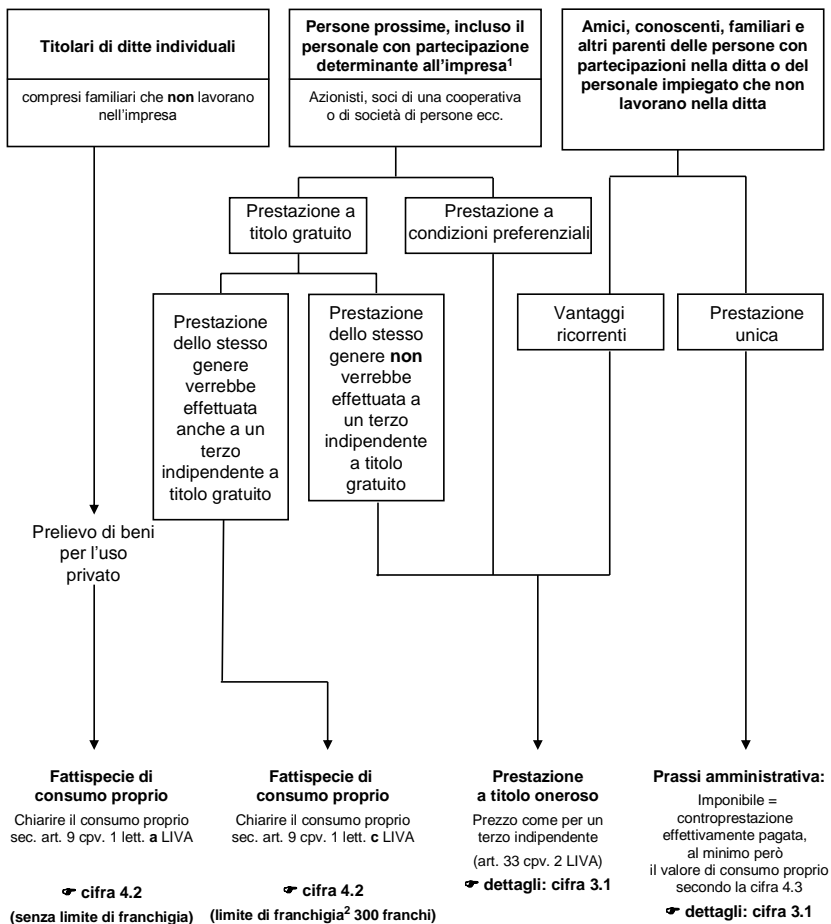 Titolari di ditte individuali
compresi familiari che non lavorano
nell'impresa
Persone prossime, incluso il
personale con partecipazione
determinante all'impresa¹
Azionisti, soci di una cooperativa
o di società di persone ecc.
Amici, conoscenti, familiari e
altri parenti delle persone con
partecipazioni nella ditta o del
personale impiegato che non
lavorano nella ditta
Prestazione a
titolo gratuito
Prestazione a
condizioni preferenziali
Prestazione
dello stesso
genere
verrebbe
effettuata
anche a un
terzo
indipendente a
titolo gratuito
Prestazione
dello stesso
genere non
verrebbe
effettuata a
un terzo
indipendente
a titolo
gratuito
Vantaggi
ricorrenti
Prestazione
unica
Prelievo di beni
per l'uso
privato
Fattispecie di
consumo proprio
Chiarire il consumo proprio
sec. art. 9 cpv. 1 lett. a LIVA
☛ cifra 4.2
(senza limite di franchigia)
Fattispecie di
consumo proprio
Chiarire il consumo proprio
sec. art. 9 cpv. 1 lett. c LIVA
☛ cifra 4.2
(limite di franchigia² 300 franchi)
Prestazione
a titolo oneroso
Prezzo come per un
terzo indipendente
(art. 33 cpv. 2 LIVA)
☛ dettagli: cifra 3.1
Prassi amministrativa:
Imponibile =
controprestazione
effettivamente pagata,
al minimo però
il valore di consumo proprio
secondo la cifra 4.3
☛ dettagli: cifra 3.1